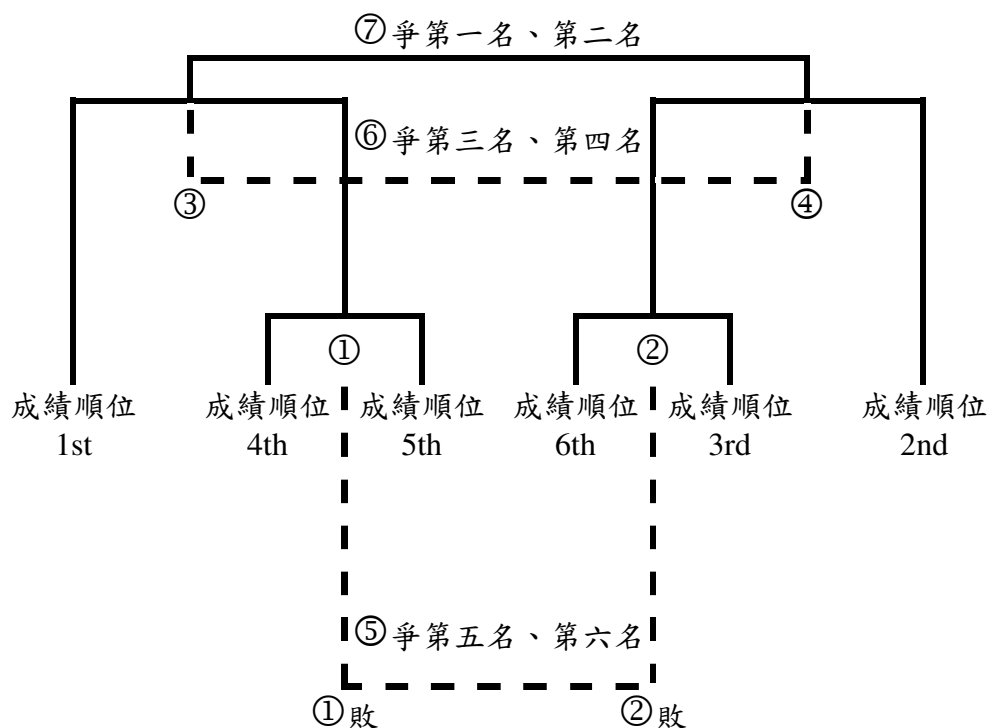 ⑦爭第一名、第二名
⑥爭第三名、第四名
③
④
①
②
成績順位
1st
成績順位
4th
成績順位
5th
成績順位
6th
成績順位
3rd
成績順位
2nd
⑤爭第五名、第六名
①敗
②敗